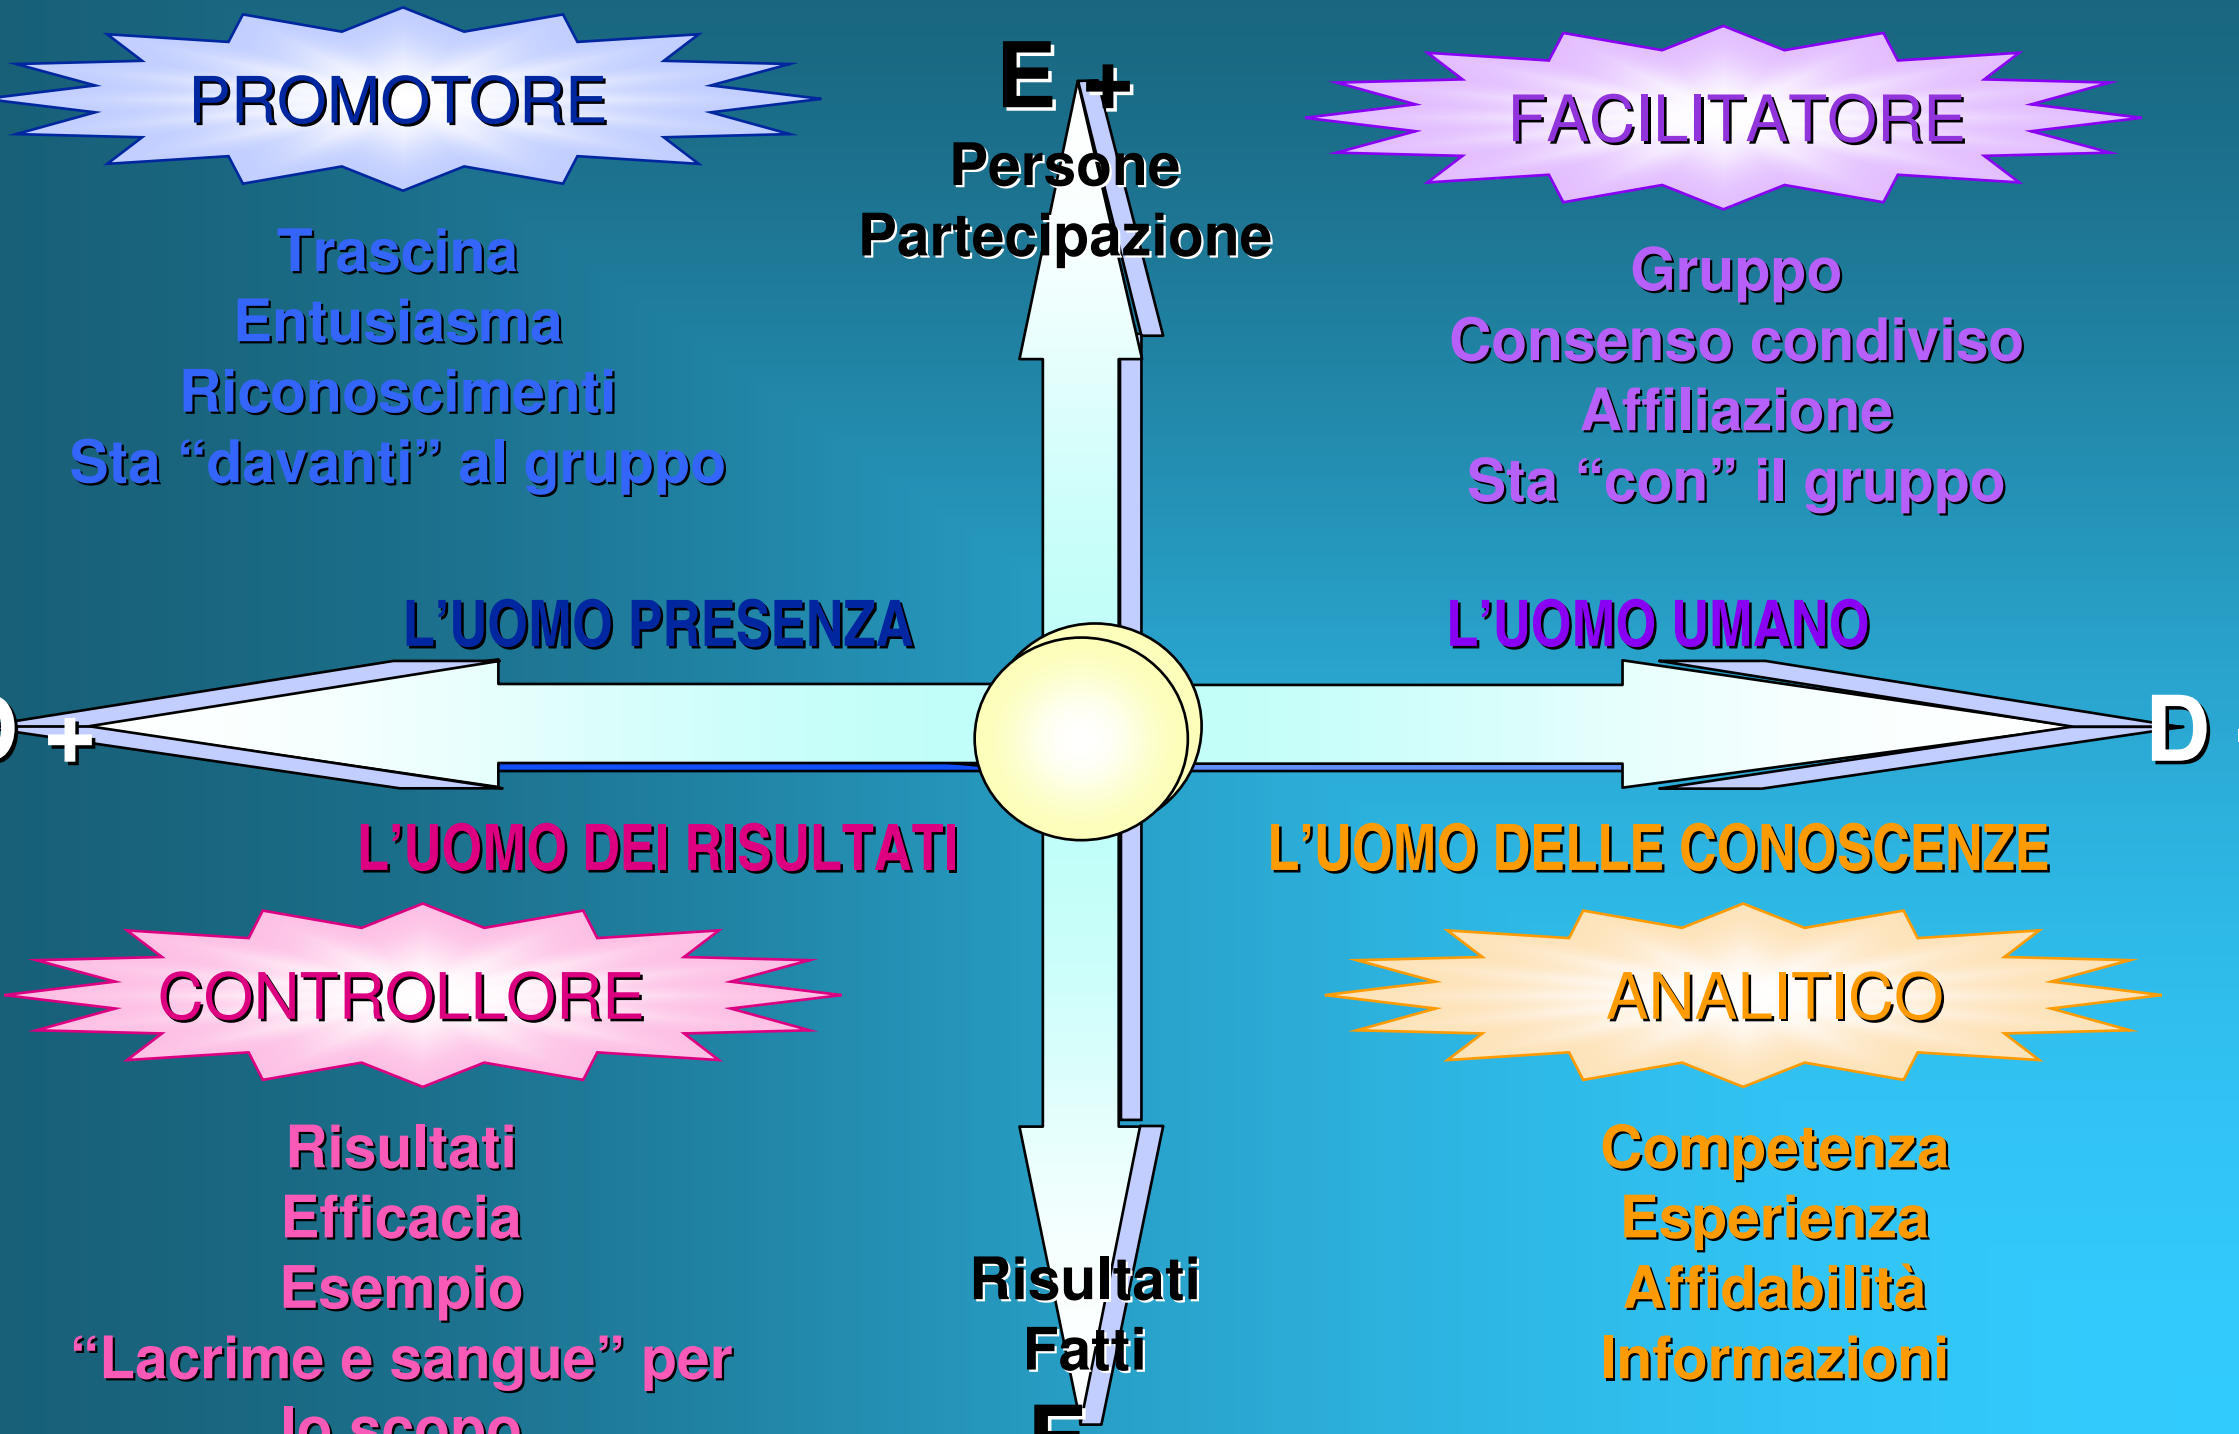 PROMOTORE
Trascina
Entusiasma
Riconoscimenti
Sta “davanti” al gruppo
L’UOMO PRESENZA
E +
Persone
Partecipazione
FACILITATORE
Gruppo
Consenso condiviso
Affiliazione
Sta “con” il gruppo
L’UOMO UMANO
D +
D
L’UOMO DEI RISULTATI
CONTROLLORE
Risultati
Efficacia
Esempio
“Lacrime e sangue” per
lo scopo
L’UOMO DELLE CONOSCENZE
ANALITICO
Competenza
Esperienza
Affidabilità
Informazioni
Risultati
Fatti
E